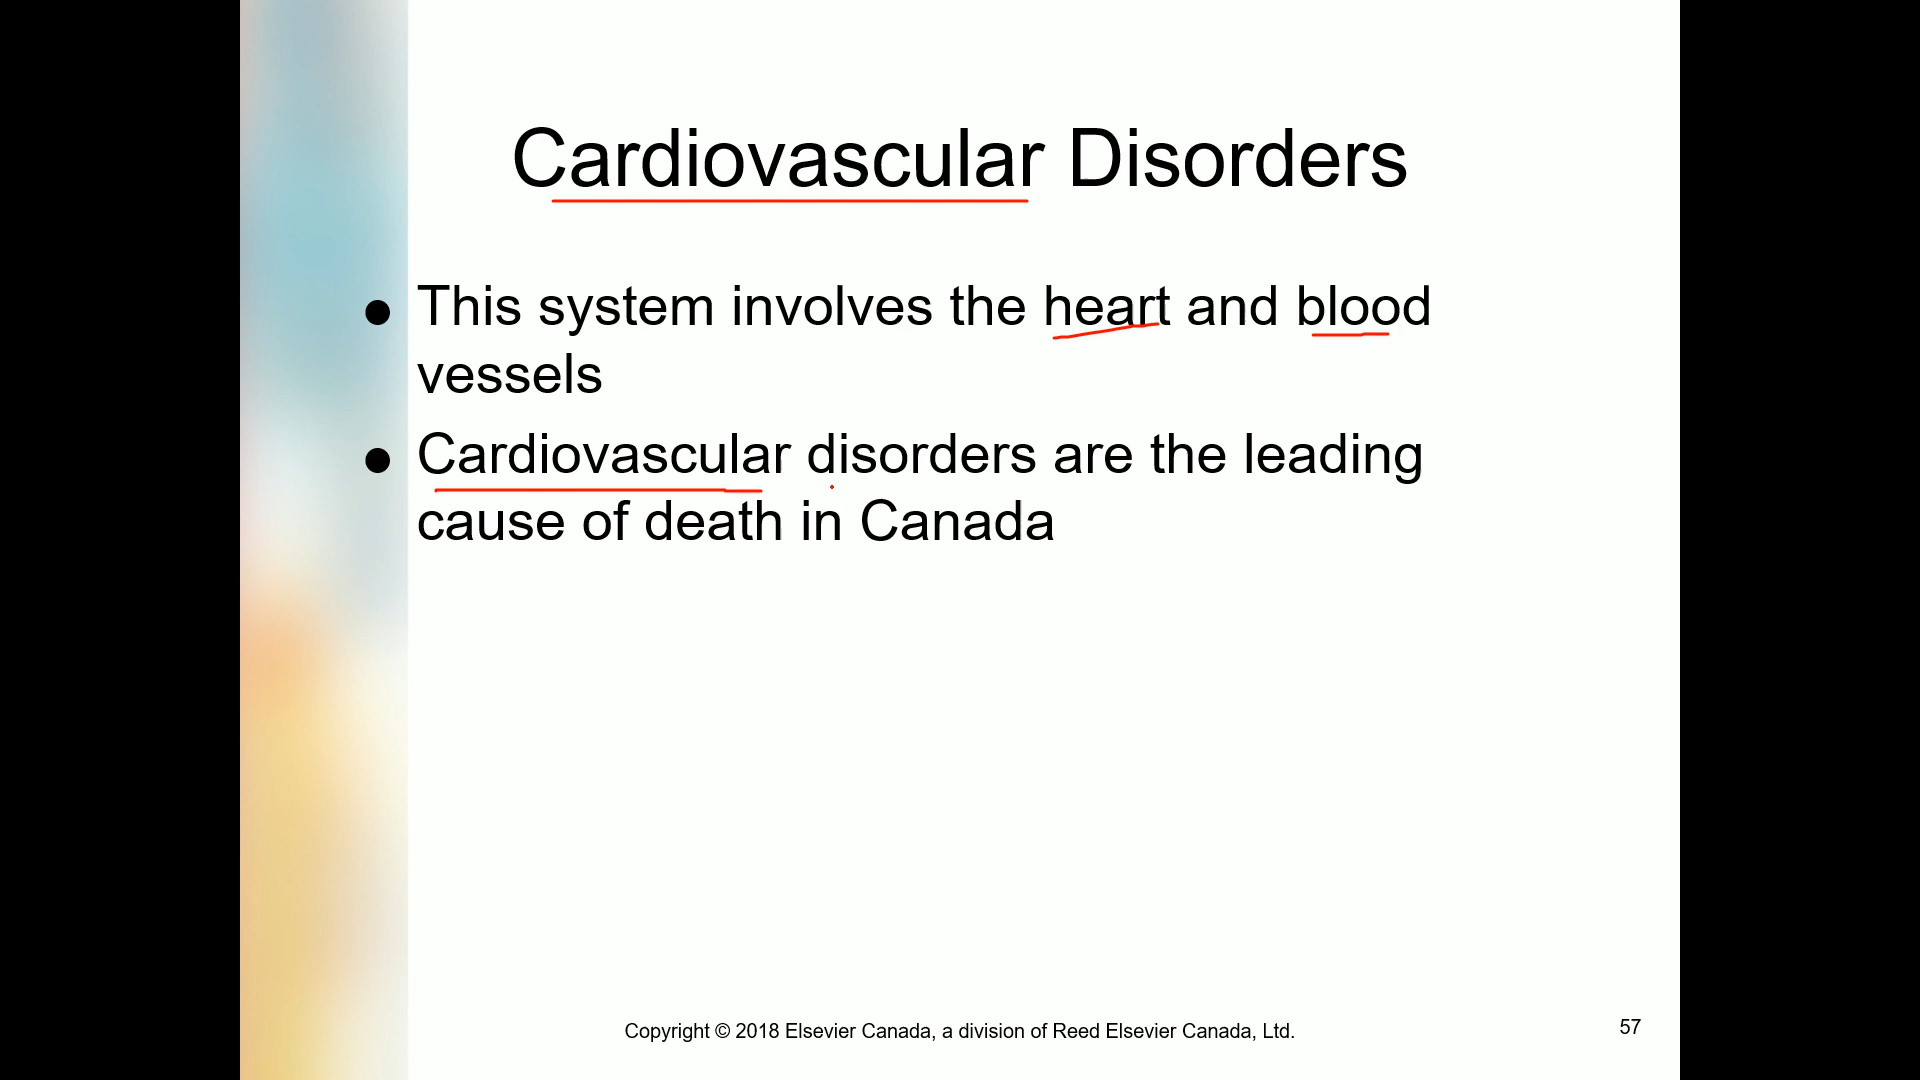 Cardiovascular Disorders
● This system involves the heart and blood
vessels
● Cardiovascular disorders are the leading
cause of death in Canada
Copyright © 2018 Elsevier Canada, a division of Reed Elsevier Canada, Ltd.
57